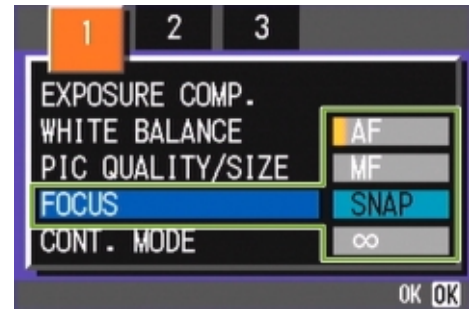 1 2 3
EXPOSURE COMP.
WHITE BALANCE AF
PIC QUALITY/SIZE MF
FOCUS SNAP
CONT. MODE ∞
OK OK